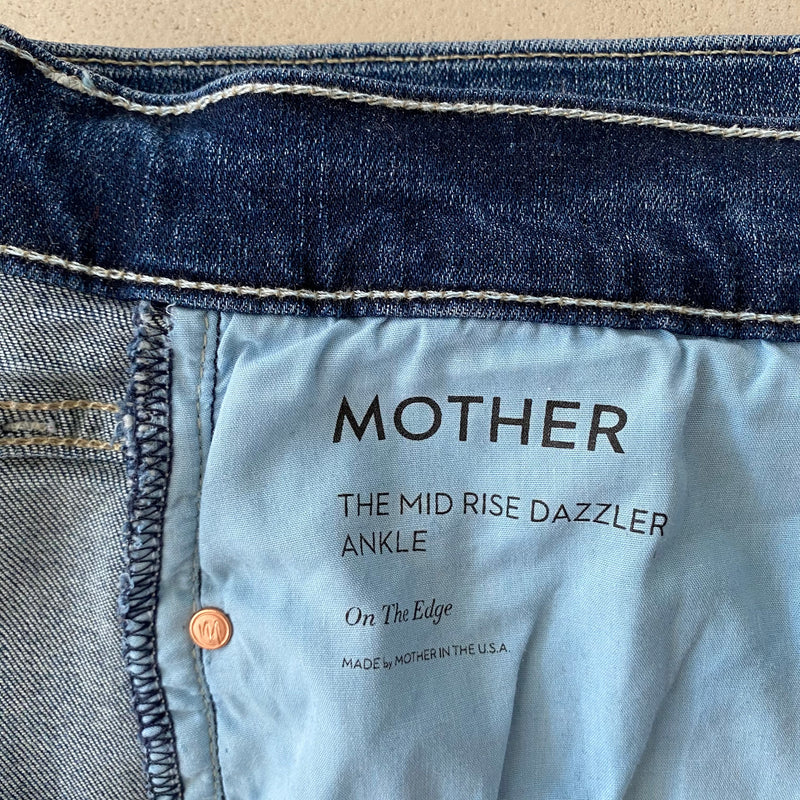 MOTHER
THE MID RISE DAZZLER
ANKLE
On The Edge
MADE by MOTHER IN THE U.S.A.
M